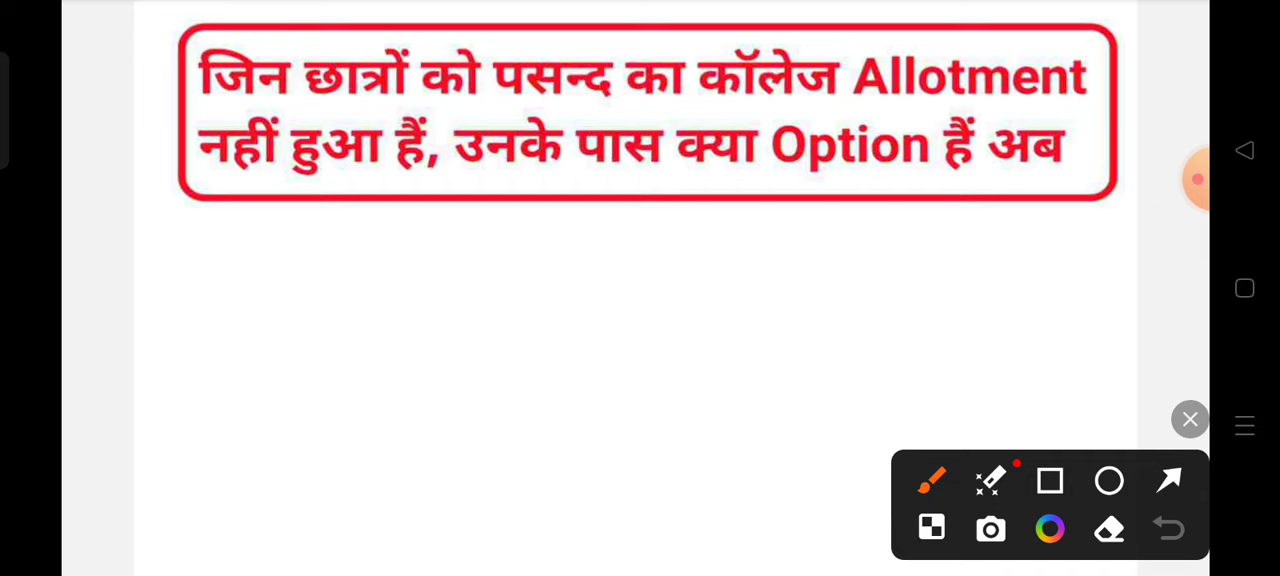 जिन छात्रों को पसन्द का कॉलेज Allotment
नहीं हुआ हैं, उनके पास क्या Option हैं अब